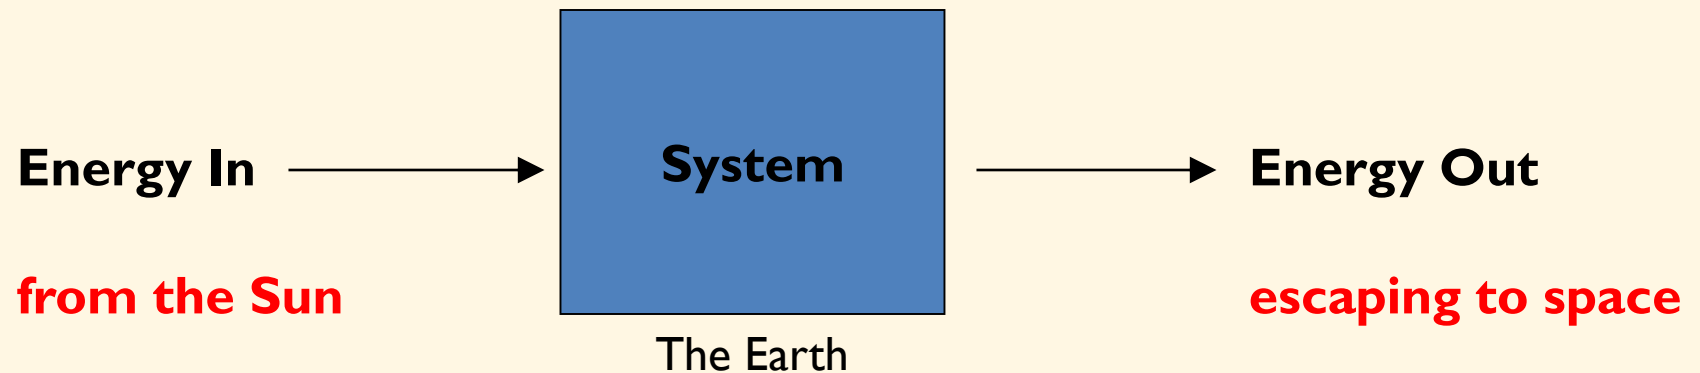 Energy In
System
Energy Out
from the Sun
escaping to space
The Earth